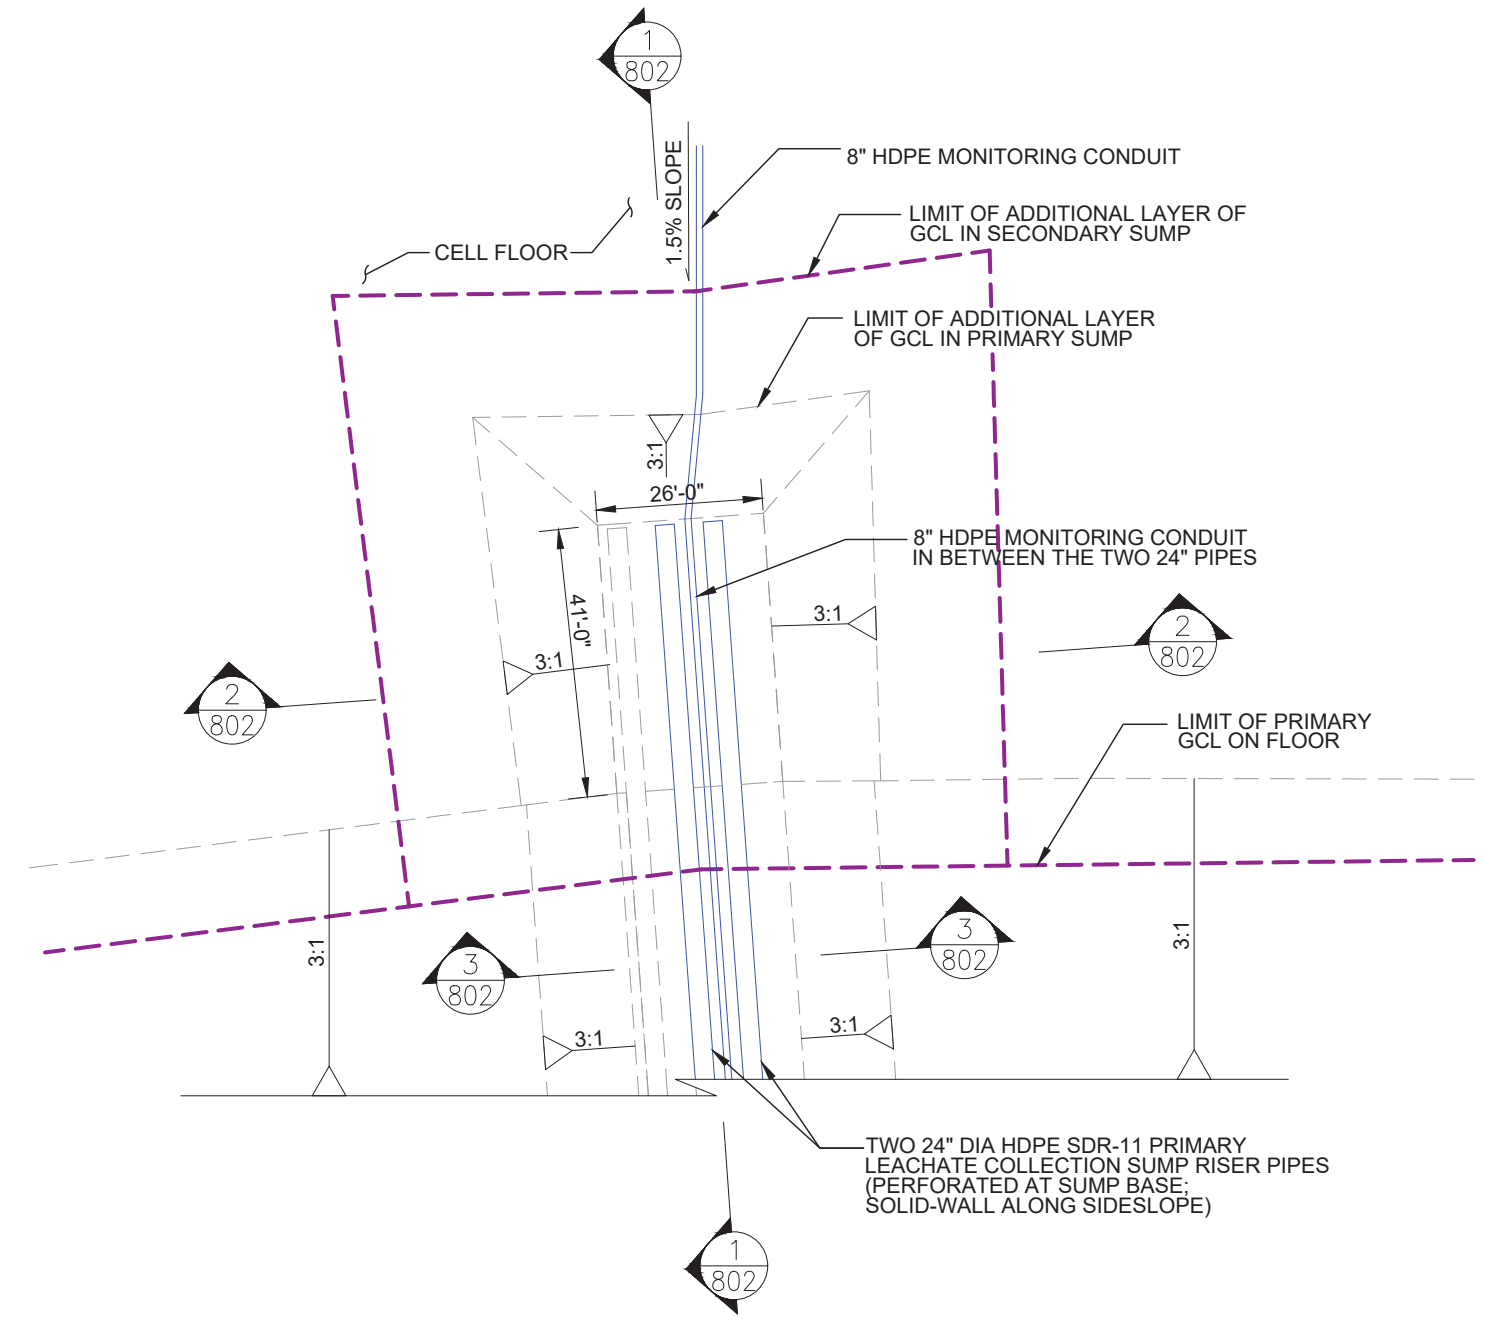 1
802
1.5% SLOPE
8" HDPE MONITORING CONDUIT
LIMIT OF ADDITIONAL LAYER OF
GCL IN SECONDARY SUMP
CELL FLOOR
LIMIT OF ADDITIONAL LAYER
OF GCL IN PRIMARY SUMP
3:1
26'-0"
8" HDPE MONITORING CONDUIT
IN BETWEEN THE TWO 24" PIPES
41'-0"
3:1
3:1
2
802
2
802
LIMIT OF PRIMARY
GCL ON FLOOR
3:1
3
802
3
802
3:1
3:1
3:1
TWO 24" DIA HDPE SDR-11 PRIMARY
LEACHATE COLLECTION SUMP RISER PIPES
(PERFORATED AT SUMP BASE;
SOLID-WALL ALONG SIDESLOPE)
1
802